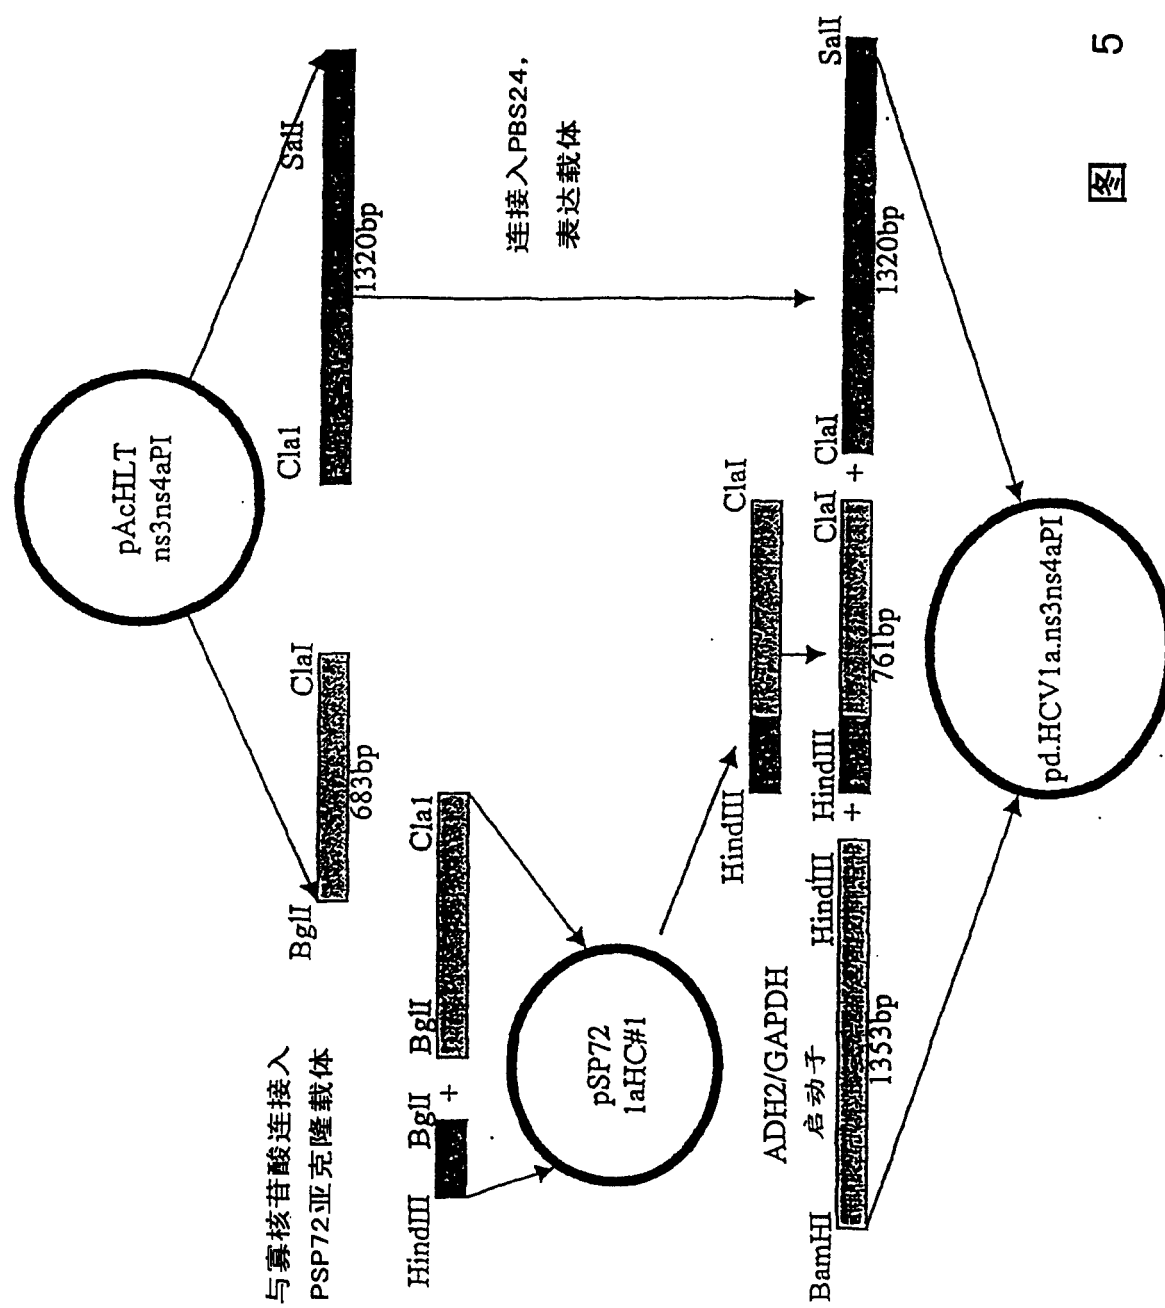 pAcHLT
ns3ns4aPI
BglI
ClaI
683bp
Cla1
SalI
1320bp
与寡核苷酸连接入
PSP72亚克隆载体
HindIII
BglI
+
BglI
Cla1
连接入PBS24,
表达载体
pSP72
1aHC#1
HindIII
ClaI
ADH2/GAPDH
启动子
BamHI
HindIII
1353bp
+
HindIII
ClaI
761bp
+
ClaI
SalI
1320bp
pd.HCV1a.ns3ns4aPI
图 5